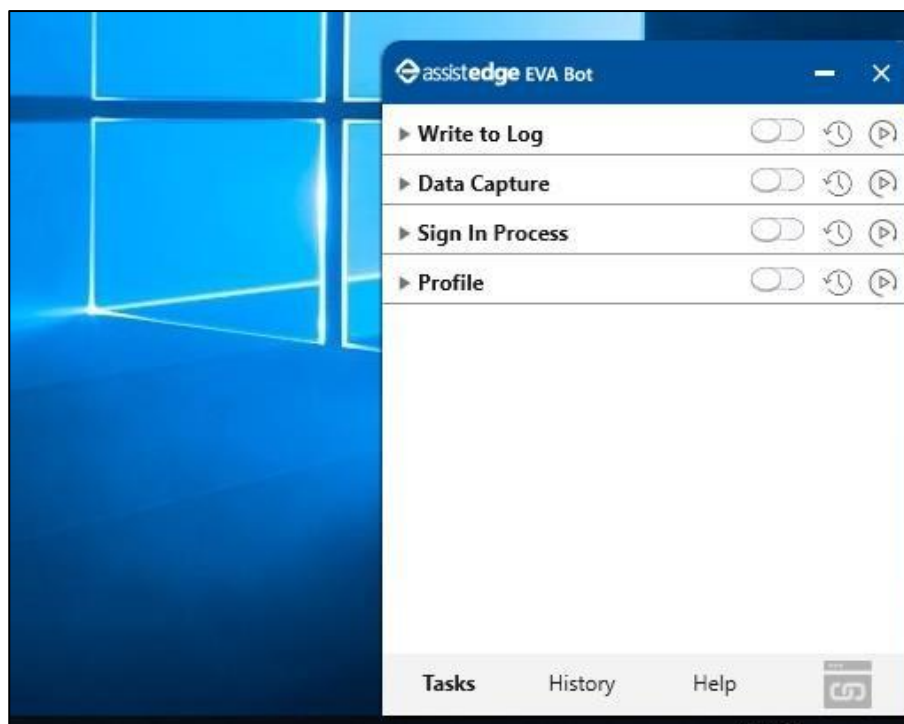 assistedge EVA Bot
Write to Log
Data Capture
Sign In Process
Profile
Tasks History Help